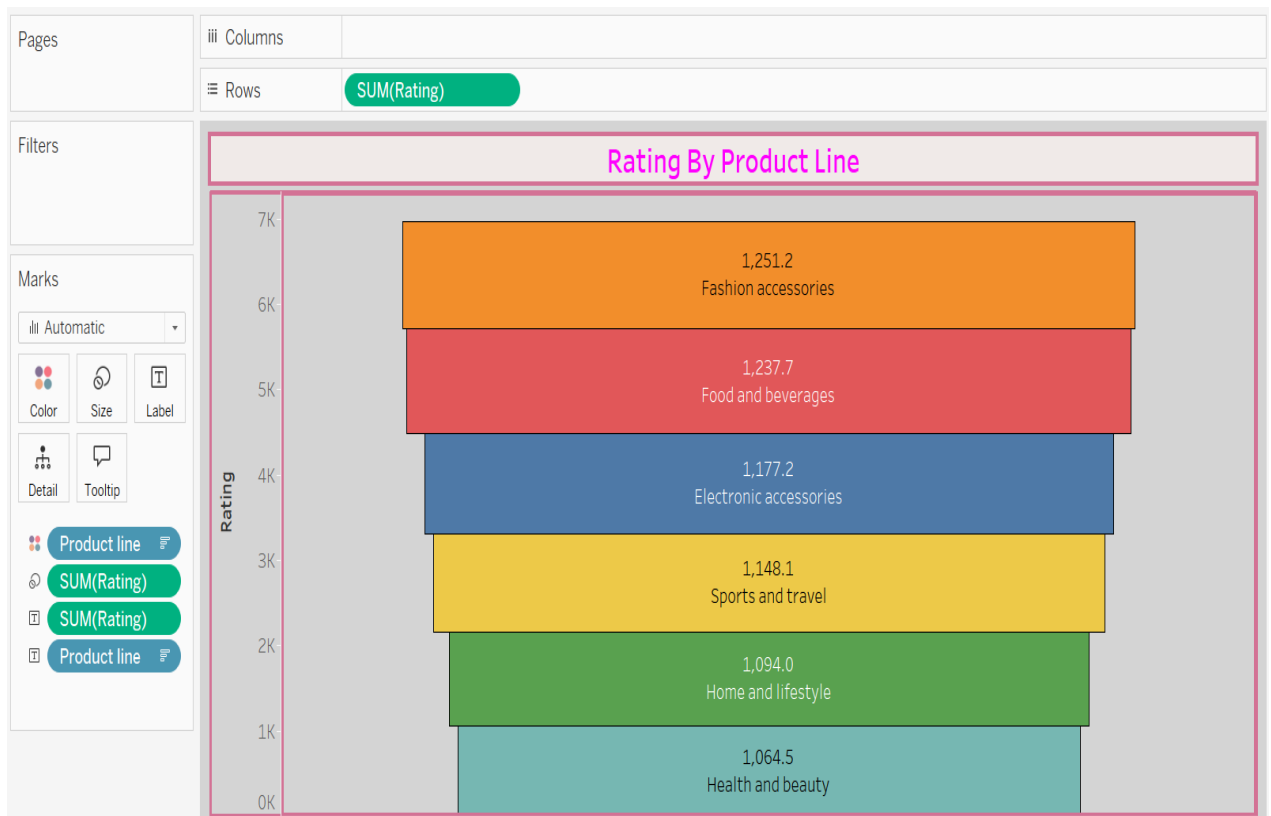 Pages
Columns
Rows
SUM(Rating)
Filters
Marks
Automatic
Color
Size
Label
Detail
Tooltip
Product line
SUM(Rating)
SUM(Rating)
Product line
Rating By Product Line
Rating
7K
6K
5K
4K
3K
2K
1K
0K
1,251.2
Fashion accessories
1,237.7
Food and beverages
1,177.2
Electronic accessories
1,148.1
Sports and travel
1,094.0
Home and lifestyle
1,064.5
Health and beauty